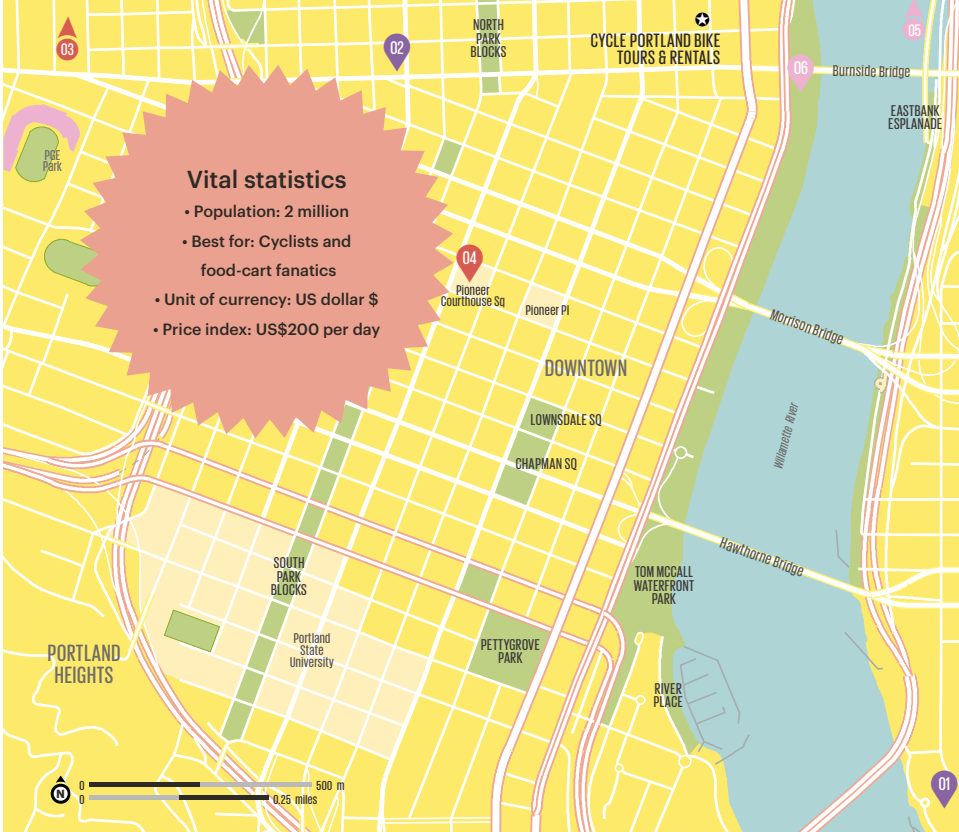 03
02
NORTH
PARK
BLOCKS
CYCLE PORTLAND BIKE
TOURS & RENTALS
05
06
Burnside Bridge
EASTBANK
ESPLANADE
PGE
Park
Vital statistics
• Population: 2 million
• Best for: Cyclists and
food-cart fanatics
• Unit of currency: US dollar $
• Price index: US$200 per day
04
Pioneer
Courthouse Sq
Pioneer Pl
Morrison Bridge
DOWNTOWN
Willamette River
LOWNSDALE SQ
CHAPMAN SQ
Hawthorne Bridge
SOUTH
PARK
BLOCKS
TOM MCCALL
WATERFRONT
PARK
Portland
State
University
PETTYGROVE
PARK
PORTLAND
HEIGHTS
RIVER
PLACE
N
0 500 m
0 0.25 miles
01